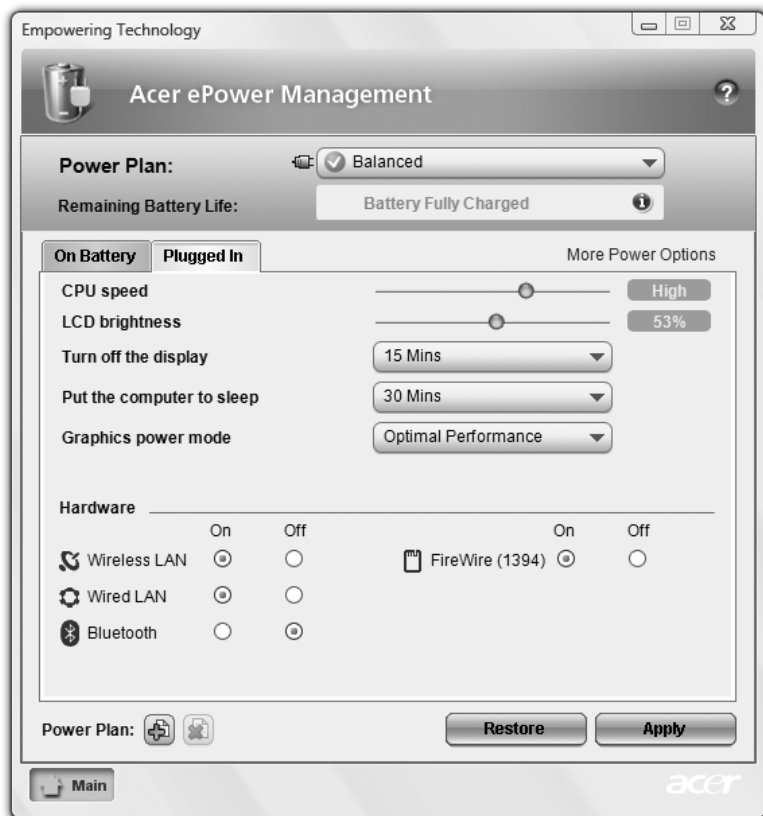 Empowering Technology
Acer ePower Management
?
Power Plan: Balanced
Remaining Battery Life: Battery Fully Charged
On Battery Plugged In More Power Options
CPU speed High
LCD brightness 53%
Turn off the display 15 Mins
Put the computer to sleep 30 Mins
Graphics power mode Optimal Performance
Hardware
On Off On Off
Wireless LAN FireWire (1394)
Wired LAN
Bluetooth
Power Plan: Restore Apply
Main acer